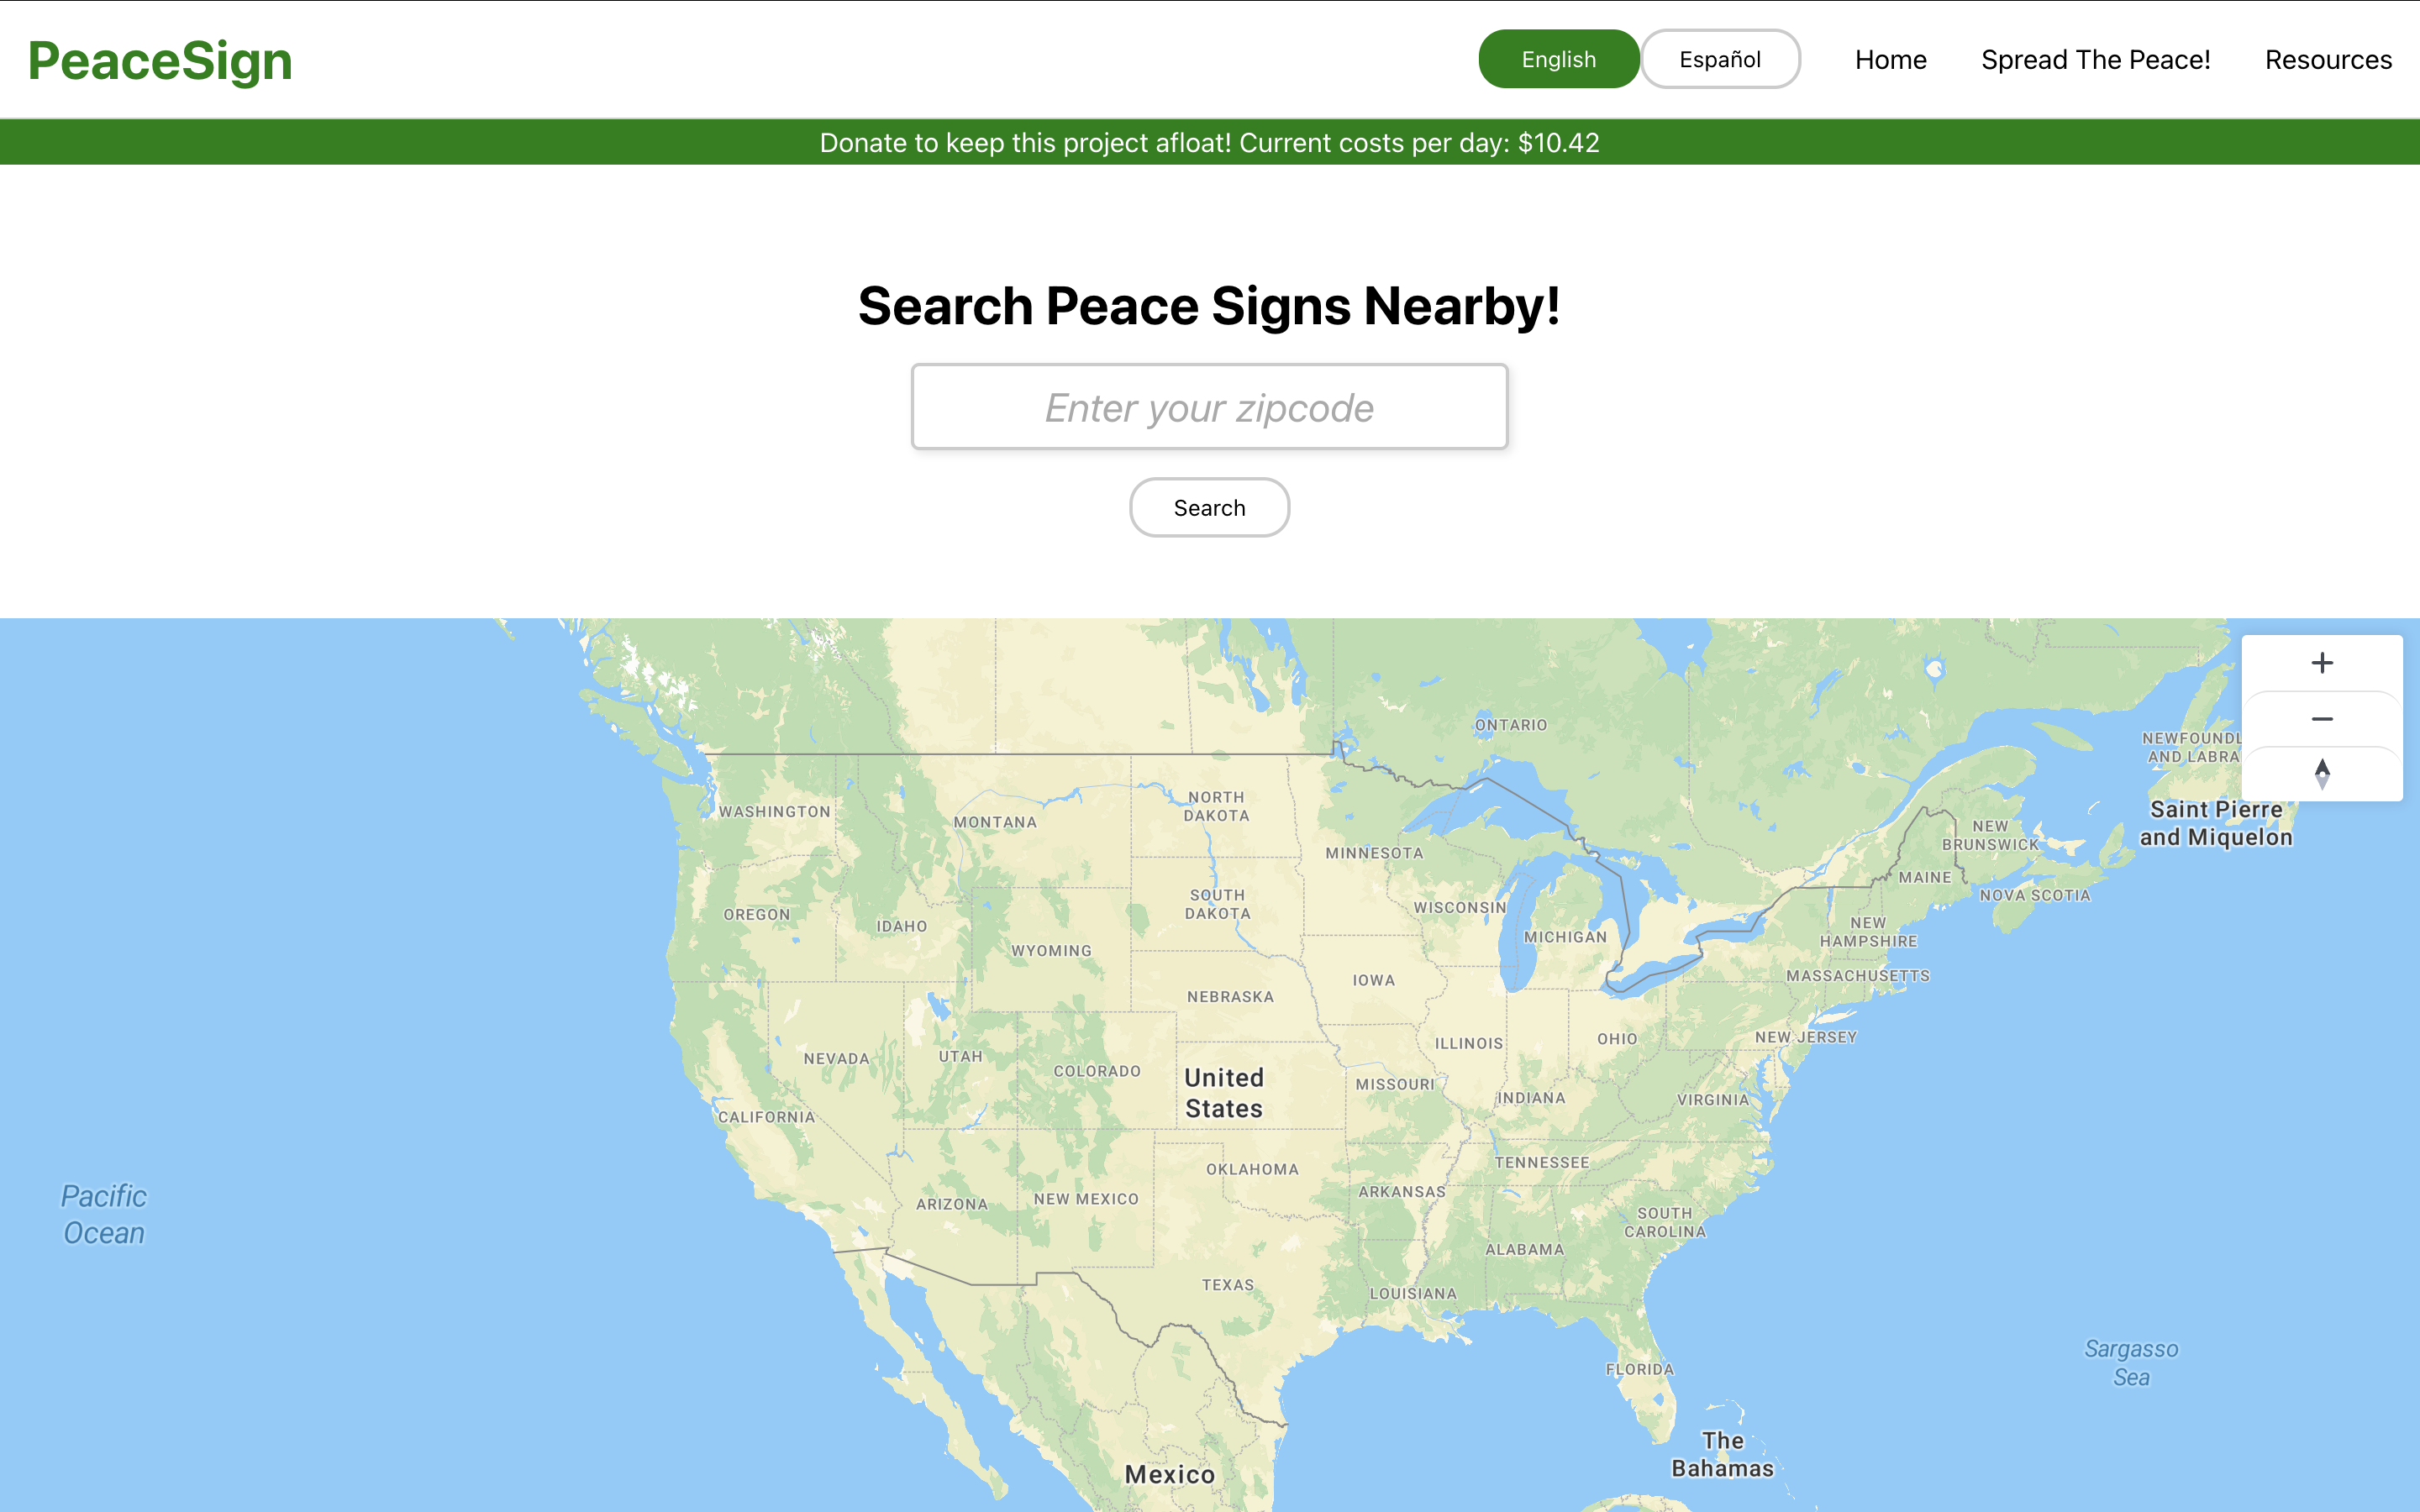 PeaceSign
English
Español
Home
Spread The Peace!
Resources
Donate to keep this project afloat! Current costs per day: $10.42
Search Peace Signs Nearby!
Enter your zipcode
Search
+
−
ONTARIO
NEWFOUNDL
AND LABRA
Saint Pierre
and Miquelon
WASHINGTON
MONTANA
NORTH
DAKOTA
MINNESOTA
NEW
BRUNSWICK
MAINE
NOVA SCOTIA
OREGON
IDAHO
SOUTH
DAKOTA
WISCONSIN
MICHIGAN
NEW
HAMPSHIRE
WYOMING
IOWA
MASSACHUSETTS
NEBRASKA
NEVADA
UTAH
COLORADO
United
States
ILLINOIS
OHIO
NEW JERSEY
MISSOURI
INDIANA
VIRGINIA
CALIFORNIA
OKLAHOMA
TENNESSEE
Pacific
Ocean
ARIZONA
NEW MEXICO
ARKANSAS
SOUTH
CAROLINA
ALABAMA
TEXAS
LOUISIANA
FLORIDA
Sargasso
Sea
The
Bahamas
Mexico